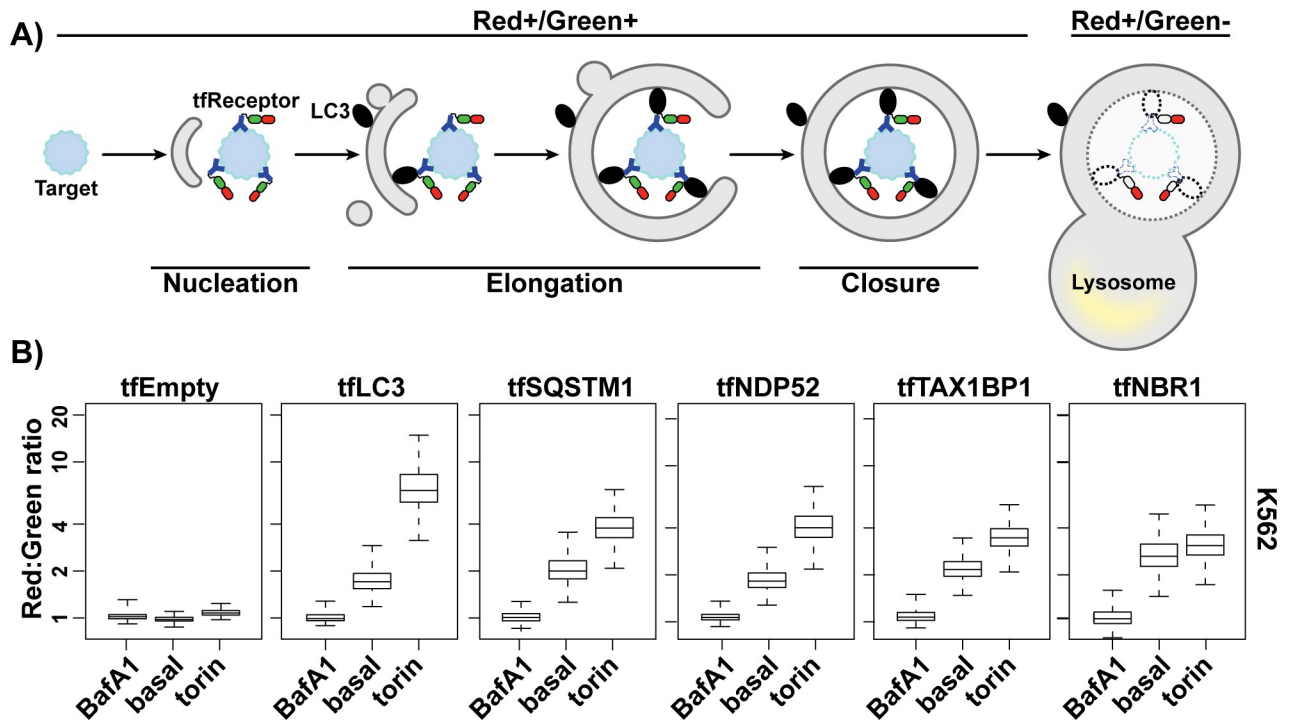 A)
Red+/Green+
Red+/Green-
tfReceptor
LC3
Target
Nucleation
Elongation
Closure
Lysosome
B)
tfEmpty
tfLC3
tfSQSTM1
tfNDP52
tfTAX1BP1
tfNBR1
Red:Green ratio
20
10
4
2
1
K562
BafA1 basal torin
BafA1 basal torin
BafA1 basal torin
BafA1 basal torin
BafA1 basal torin
BafA1 basal torin